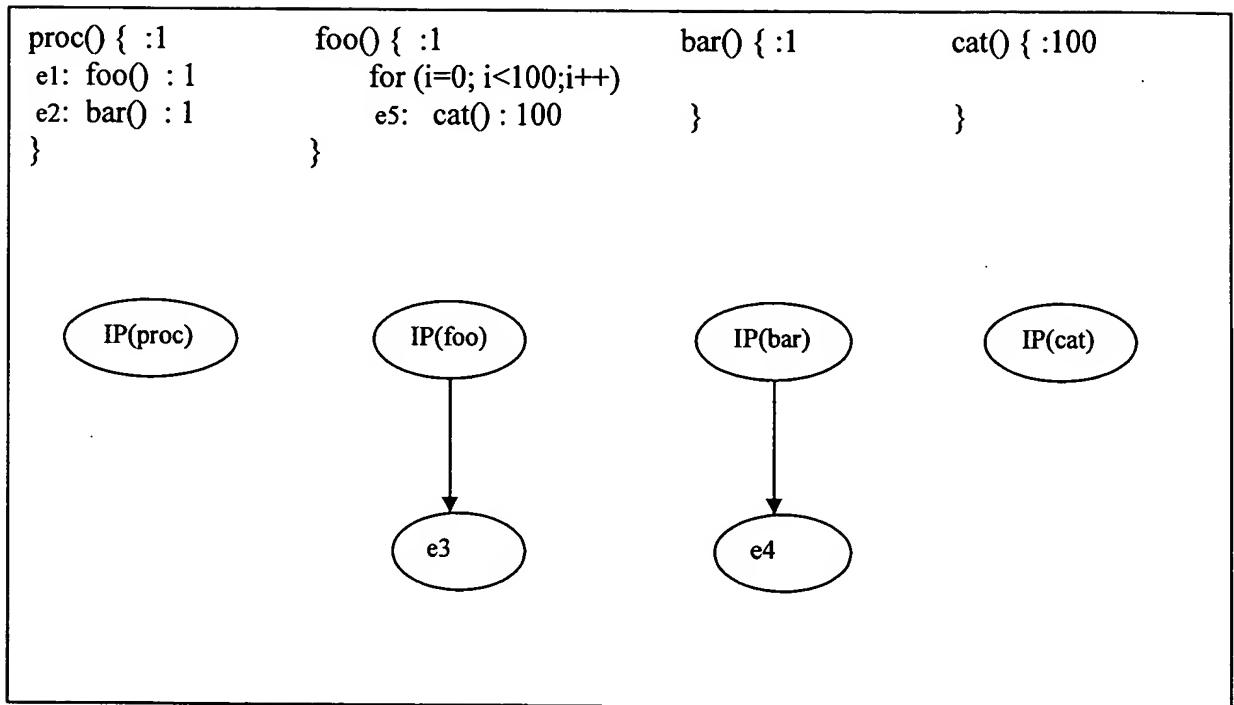 proc() { :1
e1: foo() : 1
e2: bar() : 1
}
foo() { :1
for (i=0; i<100;i++)
e5: cat() : 100
}
bar() { :1
}
cat() { :100
}
IP(proc)
IP(foo)
IP(bar)
IP(cat)
e3
e4